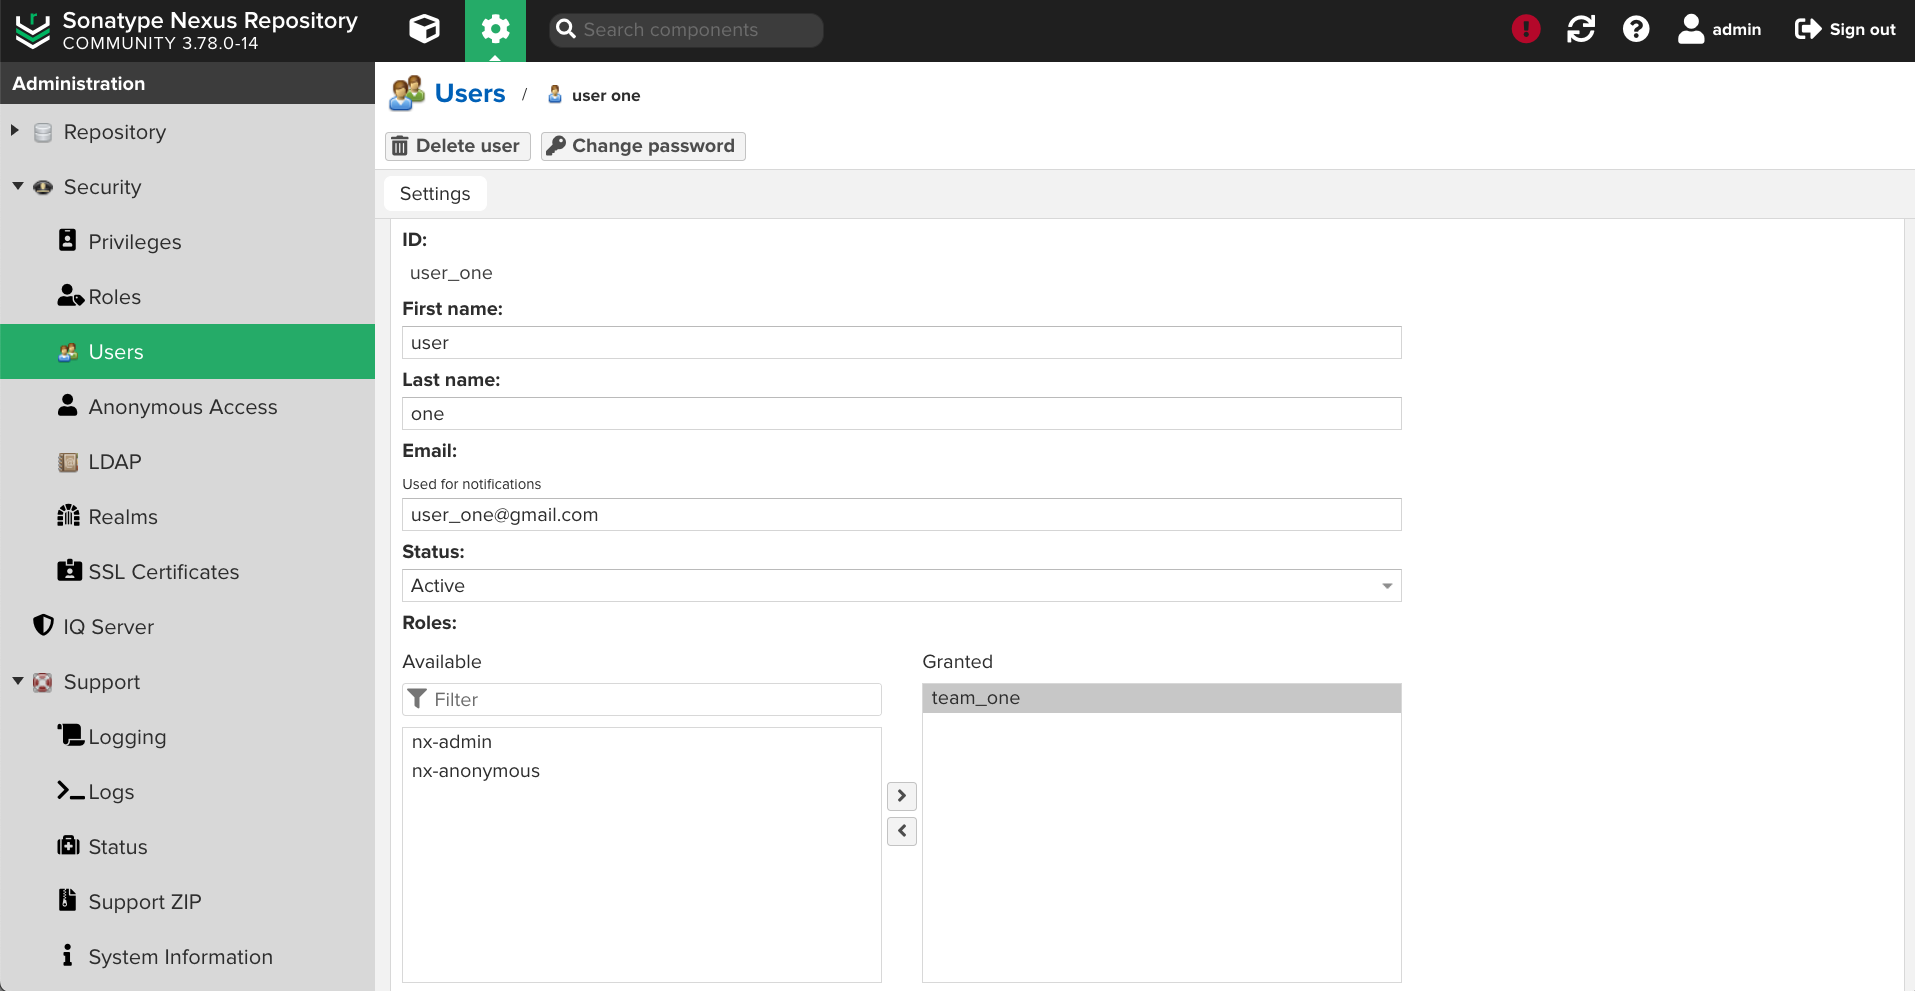 Sonatype Nexus Repository
COMMUNITY 3.78.0-14
Search components
admin
Sign out
Administration
Repository
Security
Privileges
Roles
Users
Anonymous Access
LDAP
Realms
SSL Certificates
IQ Server
Support
Logging
Logs
Status
Support ZIP
System Information
Users / user one
Delete user
Change password
Settings
ID:
user_one
First name:
user
Last name:
one
Email:
Used for notifications
user_one@gmail.com
Status:
Active
Roles:
Available
Filter
nx-admin
nx-anonymous
Granted
team_one